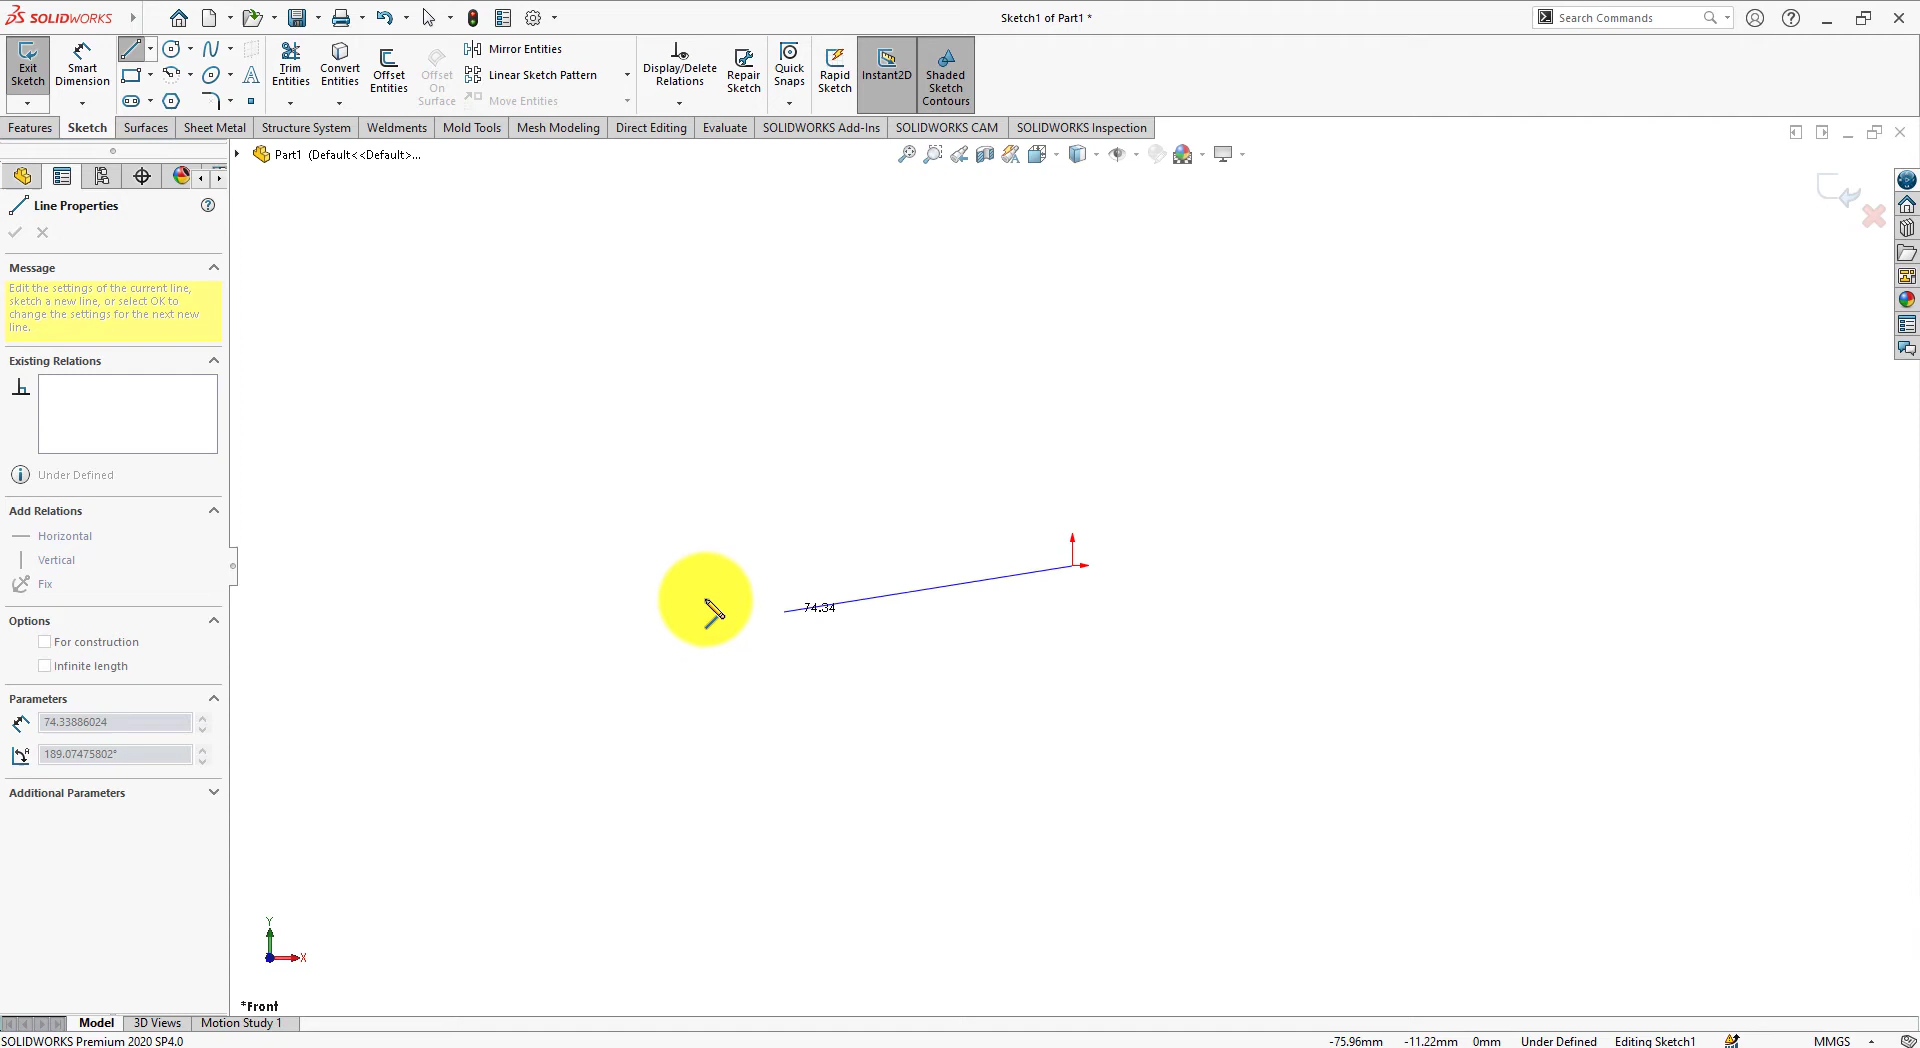 SOLIDWORKS
Sketch1 of Part1 *
Search Commands
Exit Sketch
Smart Dimension
Trim Entities
Convert Entities
Offset Entities
Offset On Surface
Mirror Entities
Linear Sketch Pattern
Move Entities
Display/Delete Relations
Repair Sketch
Quick Snaps
Rapid Sketch
Instant2D
Shaded Sketch Contours
Features
Sketch
Surfaces
Sheet Metal
Structure System
Weldments
Mold Tools
Mesh Modeling
Direct Editing
Evaluate
SOLIDWORKS Add-Ins
SOLIDWORKS CAM
SOLIDWORKS Inspection
Part1 (Default<<Default>...
Line Properties
Message
Edit the settings of the current line,
sketch a new line, or select OK to
change the settings for the next new
line.
Existing Relations
Under Defined
Add Relations
Horizontal
Vertical
Fix
Options
For construction
Infinite length
Parameters
74.33886024
189.07475802°
Additional Parameters
74.34
Y
X
*Front
Model
3D Views
Motion Study 1
SOLIDWORKS Premium 2020 SP4.0
-75.96mm
-11.22mm
0mm
Under Defined
Editing Sketch1
MMGS